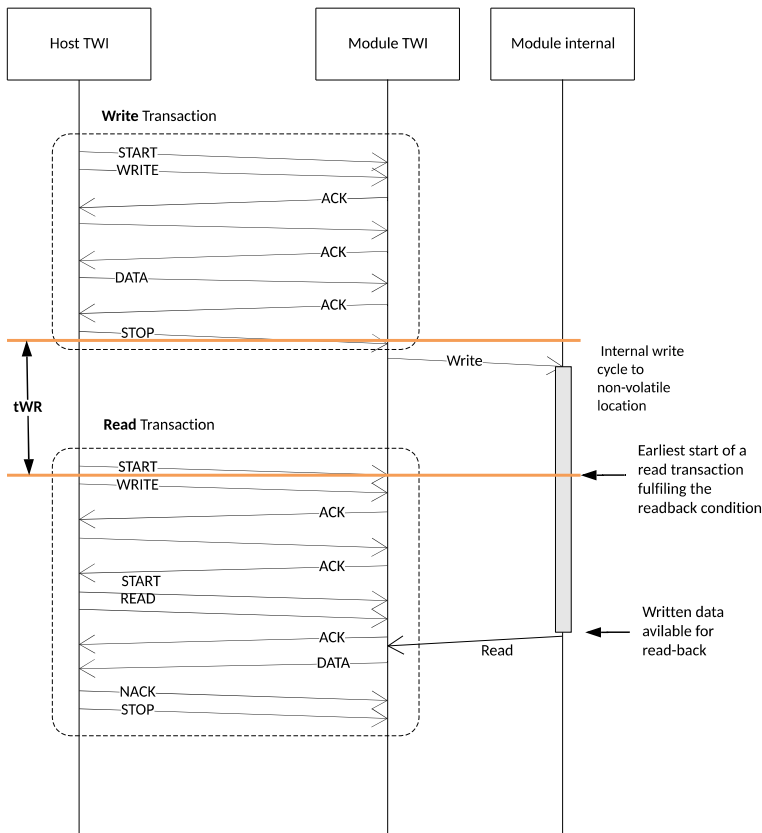 Host TWI
Module TWI
Module internal
Write Transaction
START
WRITE
ACK
ACK
DATA
ACK
STOP
Write
Internal write
cycle to
non-volatile
location
tWR
Read Transaction
Earliest start of a
read transaction
fulfiling the
readback condition
START
WRITE
ACK
ACK
START
READ
Written data
avilable for
read-back
ACK
Read
DATA
NACK
STOP